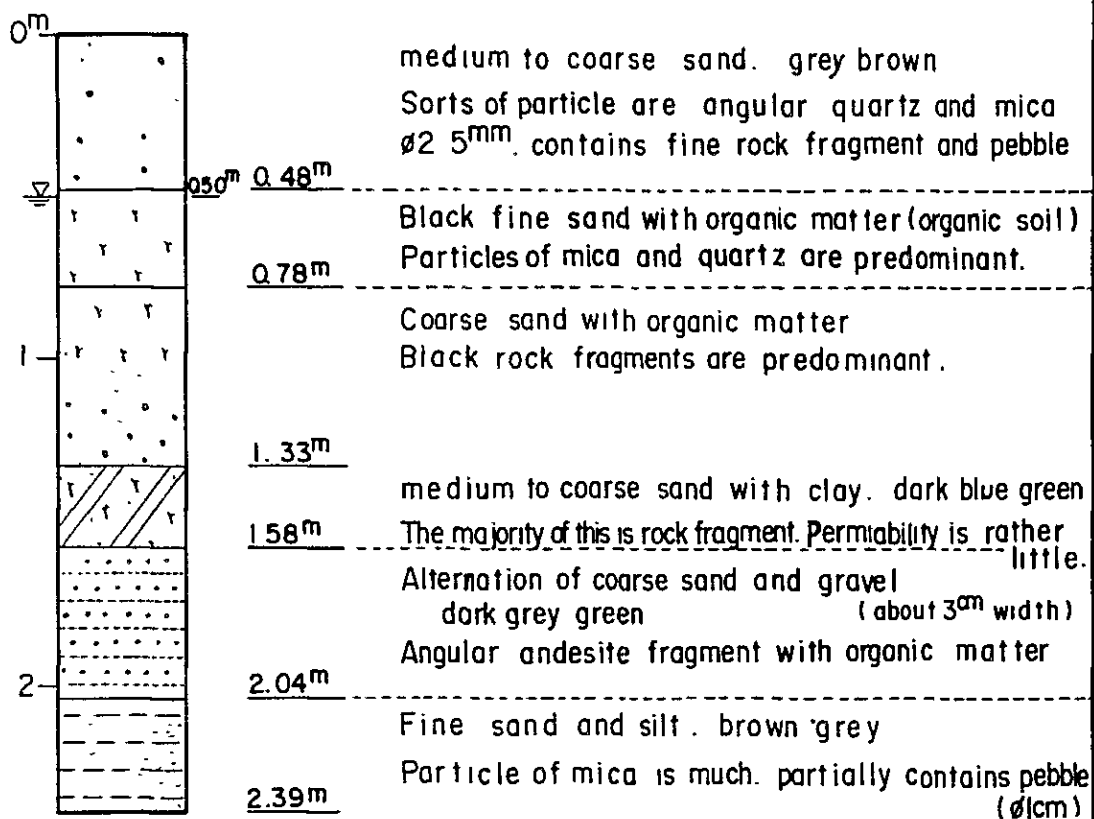 0m
medium to coarse sand. grey brown
Sorts of particle are angular quartz and mica
ø2 5mm. contains fine rock fragment and pebble
0.50m 0.48m
Black fine sand with organic matter (organic soil)
Particles of mica and quartz are predominant.
0.78m
Coarse sand with organic matter
1
Black rock fragments are predominant.
1.33m
medium to coarse sand with clay. dark blue green
1.58m
The majority of this is rock fragment. Permiability is rather
little.
Alternation of coarse sand and gravel
dark grey green (about 3cm width)
Angular andesite fragment with organic matter
2
2.04m
Fine sand and silt. brown grey
Particle of mica is much. partially contains pebble
2.39m
(ø1cm)